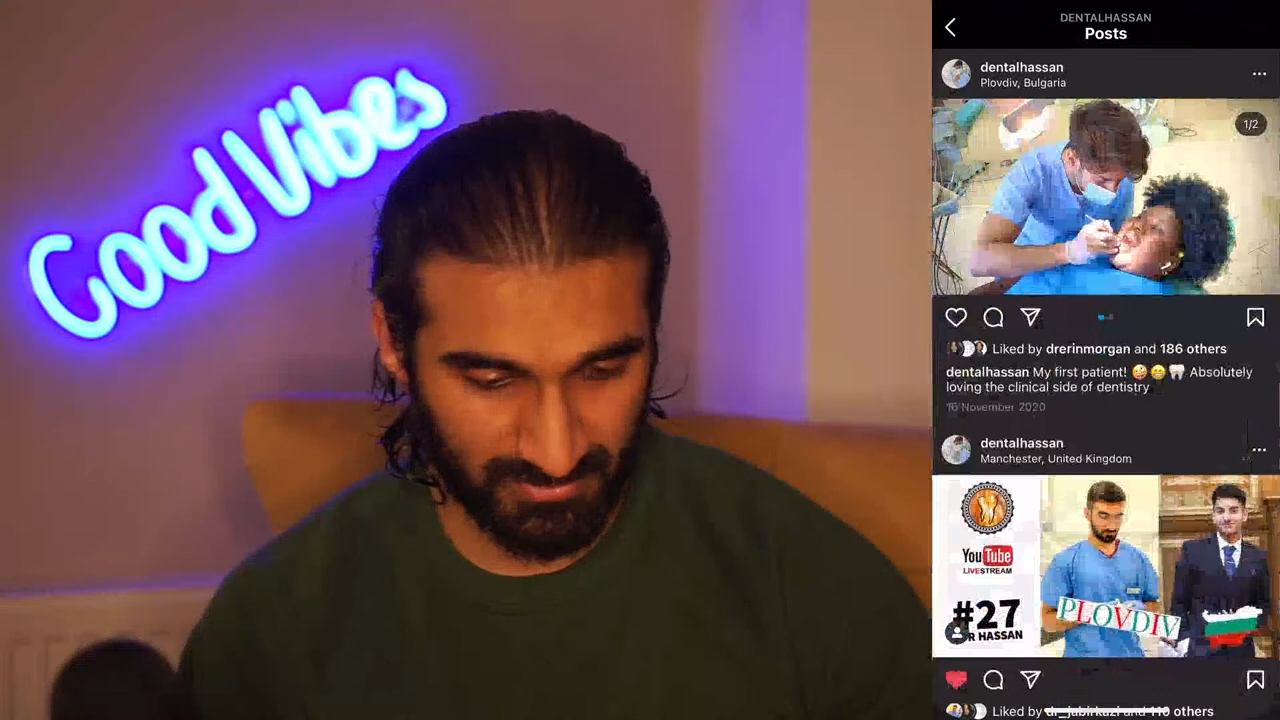 Good Vibes
DENTALHASSAN
Posts
dentalhassan
Plovdiv, Bulgaria
1/2
Liked by drerinmorgan and 186 others
dentalhassan My first patient! 🤪😁🦷 Absolutely
loving the clinical side of dentistry
16 November 2020
dentalhassan
Manchester, United Kingdom
YouTube
LIVESTREAM
#27
R HASSAN
PLOVDIV
Liked by dr_jabirkazi and 110 others